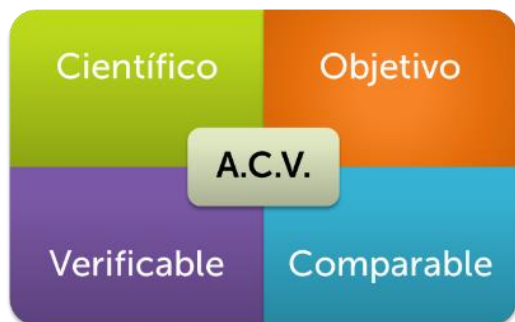 Científico
Objetivo
A.C.V.
Verificable
Comparable